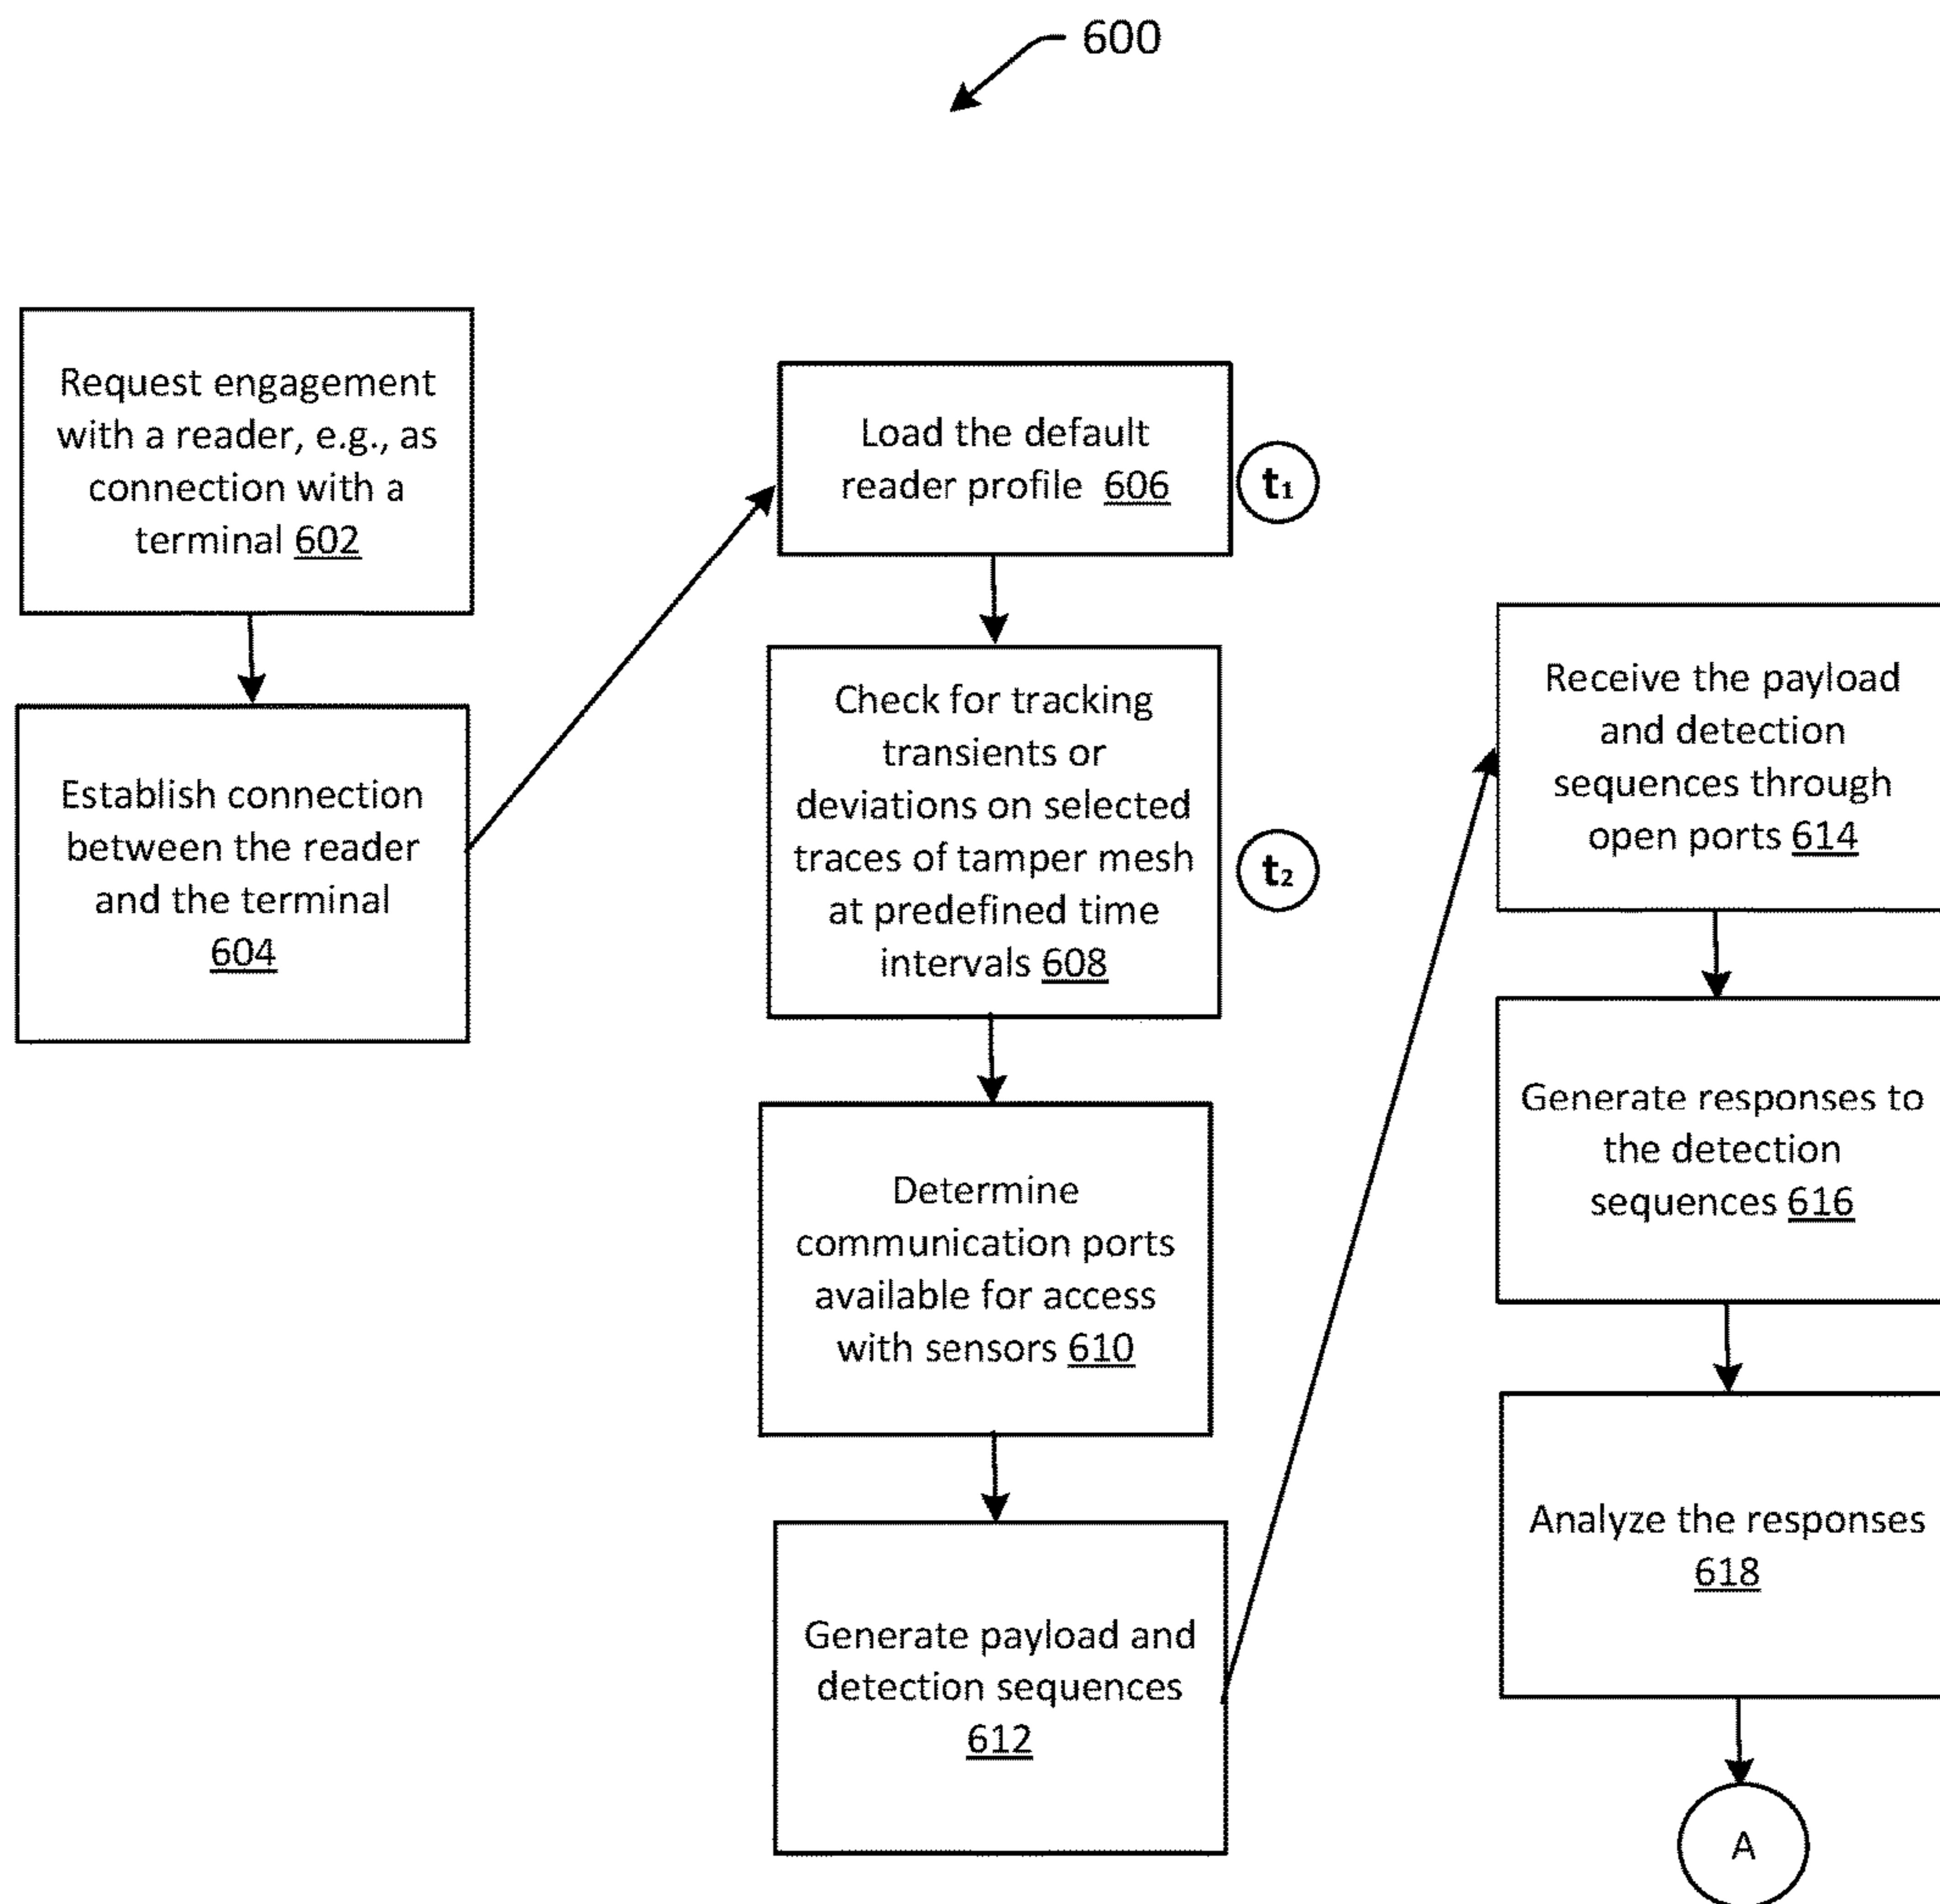 600
Request engagement
with a reader, e.g., as
connection with a
terminal 602
Establish connection
between the reader
and the terminal
604
Load the default
reader profile 606
t₁
Check for tracking
transients or
deviations on selected
traces of tamper mesh
at predefined time
intervals 608
t₂
Determine
communication ports
available for access
with sensors 610
Generate payload and
detection sequences
612
Receive the payload
and detection
sequences through
open ports 614
Generate responses to
the detection
sequences 616
Analyze the responses
618
A